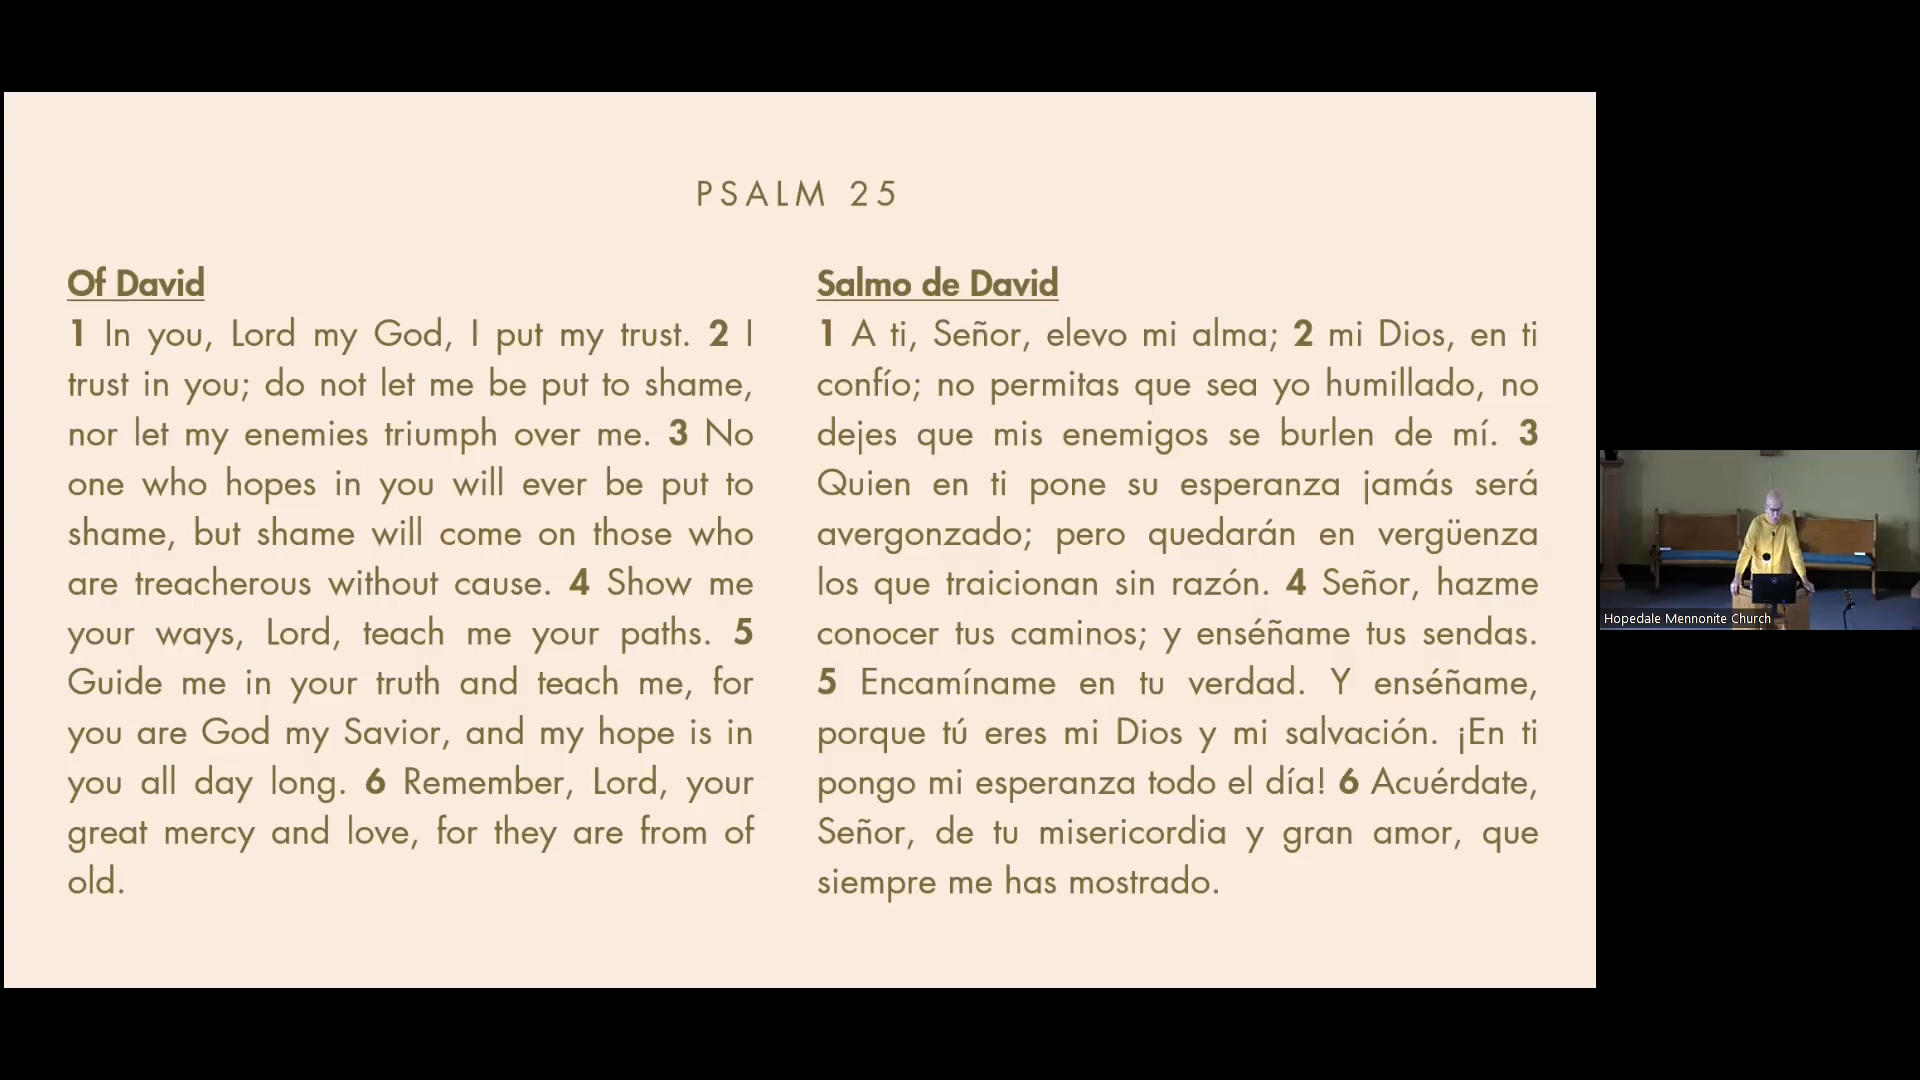 PSALM 25
Of David
1 In you, Lord my God, I put my trust. 2 I
trust in you; do not let me be put to shame,
nor let my enemies triumph over me. 3 No
one who hopes in you will ever be put to
shame, but shame will come on those who
are treacherous without cause. 4 Show me
your ways, Lord, teach me your paths. 5
Guide me in your truth and teach me, for
you are God my Savior, and my hope is in
you all day long. 6 Remember, Lord, your
great mercy and love, for they are from of
old.
Salmo de David
1 A ti, Señor, elevo mi alma; 2 mi Dios, en ti
confío; no permitas que sea yo humillado, no
dejes que mis enemigos se burlen de mí. 3
Quien en ti pone su esperanza jamás será
avergonzado; pero quedarán en vergüenza
los que traicionan sin razón. 4 Señor, hazme
conocer tus caminos; y enséñame tus sendas.
5 Encamíname en tu verdad. Y enséñame,
porque tú eres mi Dios y mi salvación. ¡En ti
pongo mi esperanza todo el día! 6 Acuérdate,
Señor, de tu misericordia y gran amor, que
siempre me has mostrado.
Hopedale Mennonite Church